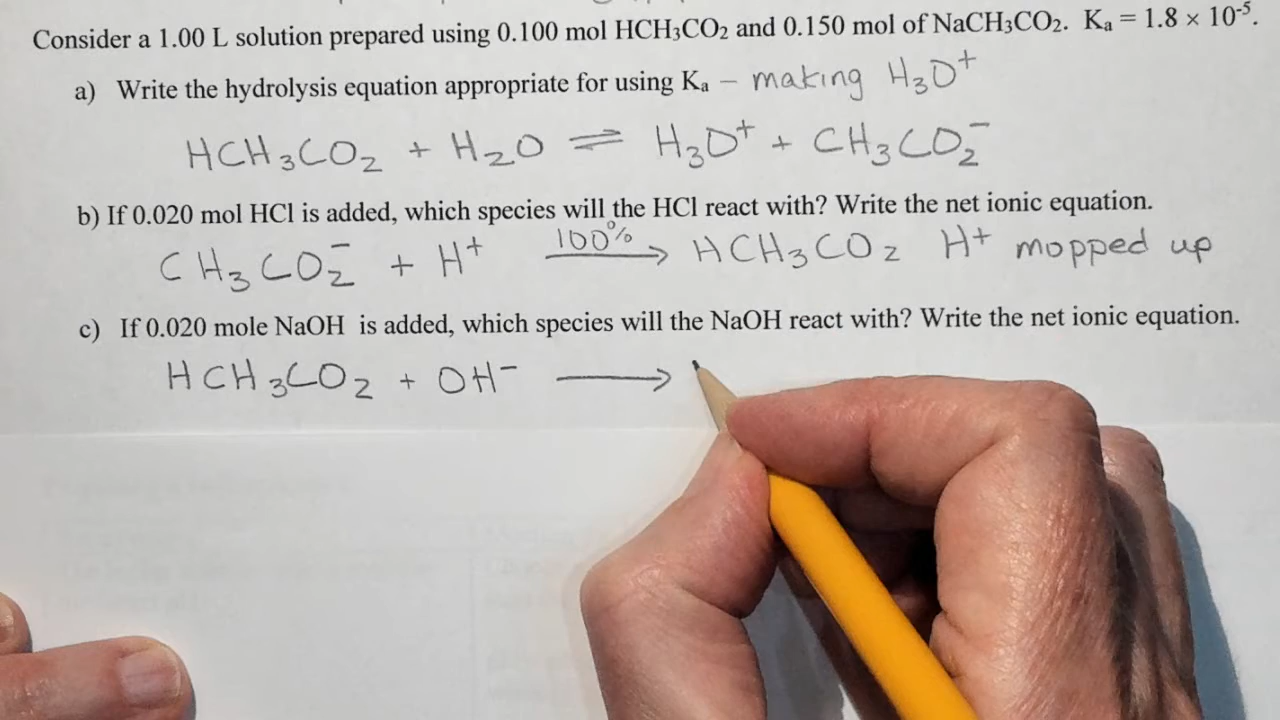 Consider a 1.00 L solution prepared using 0.100 mol HCH₃CO₂ and 0.150 mol of NaCH₃CO₂. Kₐ = 1.8 × 10⁻⁵.
a) Write the hydrolysis equation appropriate for using Kₐ – making H₃O⁺
HCH₃CO₂ + H₂O ⇌ H₃O⁺ + CH₃CO₂⁻
b) If 0.020 mol HCl is added, which species will the HCl react with? Write the net ionic equation.
CH₃CO₂⁻ + H⁺ 100% → HCH₃CO₂ H⁺ mopped up
c) If 0.020 mole NaOH is added, which species will the NaOH react with? Write the net ionic equation.
HCH₃CO₂ + OH⁻ →